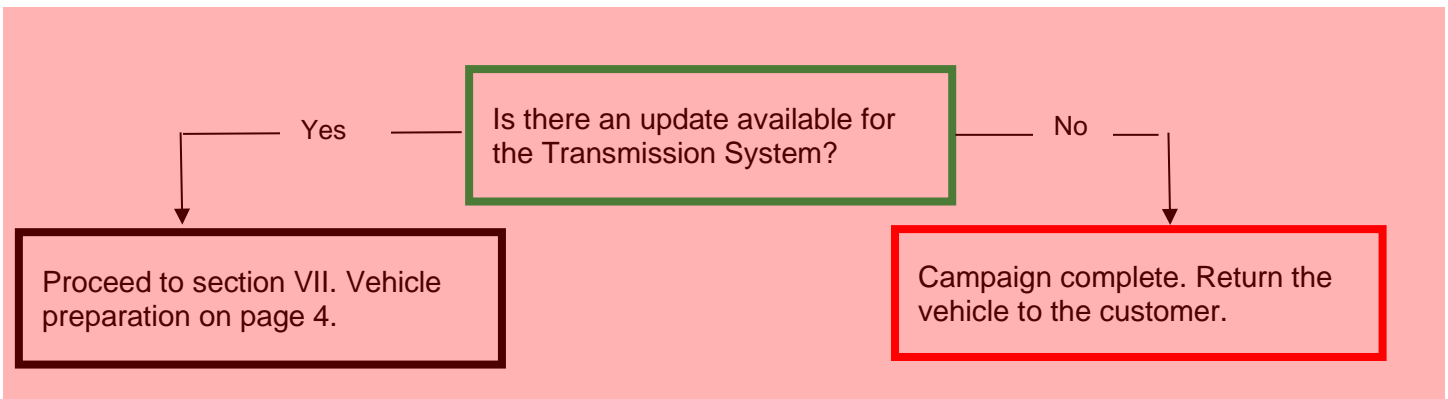 Is there an update available for
the Transmission System?
Yes
No
Proceed to section VII. Vehicle
preparation on page 4.
Campaign complete. Return the
vehicle to the customer.